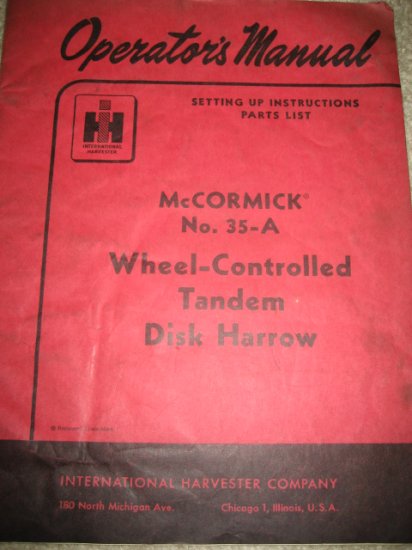 Operator's Manual
SETTING UP INSTRUCTIONS
PARTS LIST
IH
INTERNATIONAL
HARVESTER
McCORMICK®
No. 35-A
Wheel-Controlled
Tandem
Disk Harrow
INTERNATIONAL HARVESTER COMPANY
180 North Michigan Ave. Chicago 1, Illinois, U.S.A.